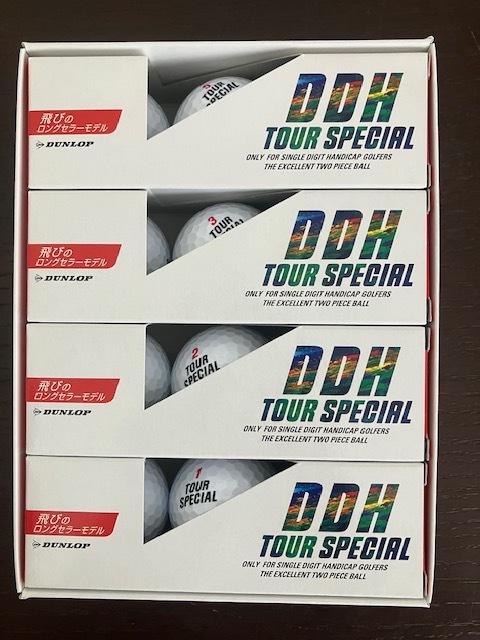 飛びの
ロングセラーモデル
DUNLOP
TOUR
SPECIAL
DDH
TOUR SPECIAL
ONLY FOR SINGLE DIGIT HANDICAP GOLFERS
THE EXCELLENT TWO PIECE BALL
飛びの
ロングセラーモデル
DUNLOP
3
TOUR
DDH
TOUR SPECIAL
ONLY FOR SINGLE DIGIT HANDICAP GOLFERS
THE EXCELLENT TWO PIECE BALL
飛びの
ロングセラーモデル
DUNLOP
2
TOUR
SPECIAL
DDH
TOUR SPECIAL
ONLY FOR SINGLE DIGIT HANDICAP GOLFERS
THE EXCELLENT TWO PIECE BALL
飛びの
ロングセラーモデル
DUNLOP
1
TOUR
SPECIAL
DDH
TOUR SPECIAL
ONLY FOR SINGLE DIGIT HANDICAP GOLFERS
THE EXCELLENT TWO PIECE BALL